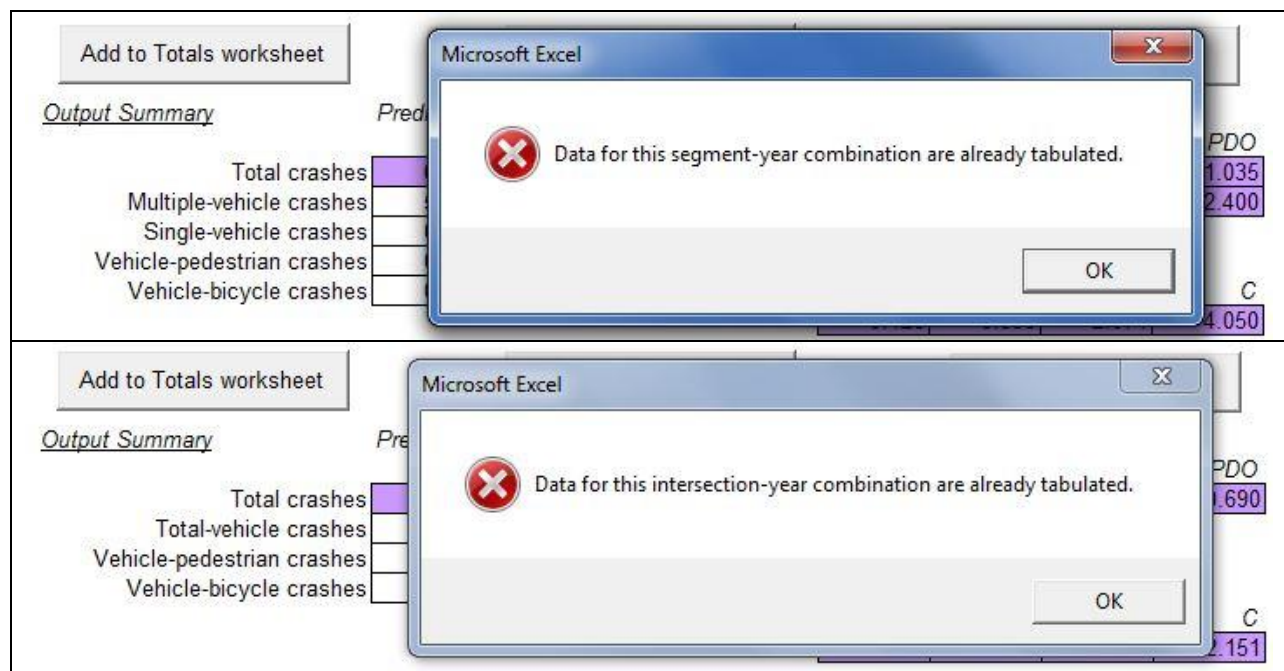 Add to Totals worksheet
Microsoft Excel
Output Summary
Data for this segment-year combination are already tabulated.
PDO
Total crashes
1.035
Multiple-vehicle crashes
2.400
Single-vehicle crashes
Vehicle-pedestrian crashes
OK
Vehicle-bicycle crashes
C
4.050
Add to Totals worksheet
Microsoft Excel
Output Summary
Data for this intersection-year combination are already tabulated.
PDO
Total crashes
.690
Total-vehicle crashes
Vehicle-pedestrian crashes
Vehicle-bicycle crashes
OK
C
2.151